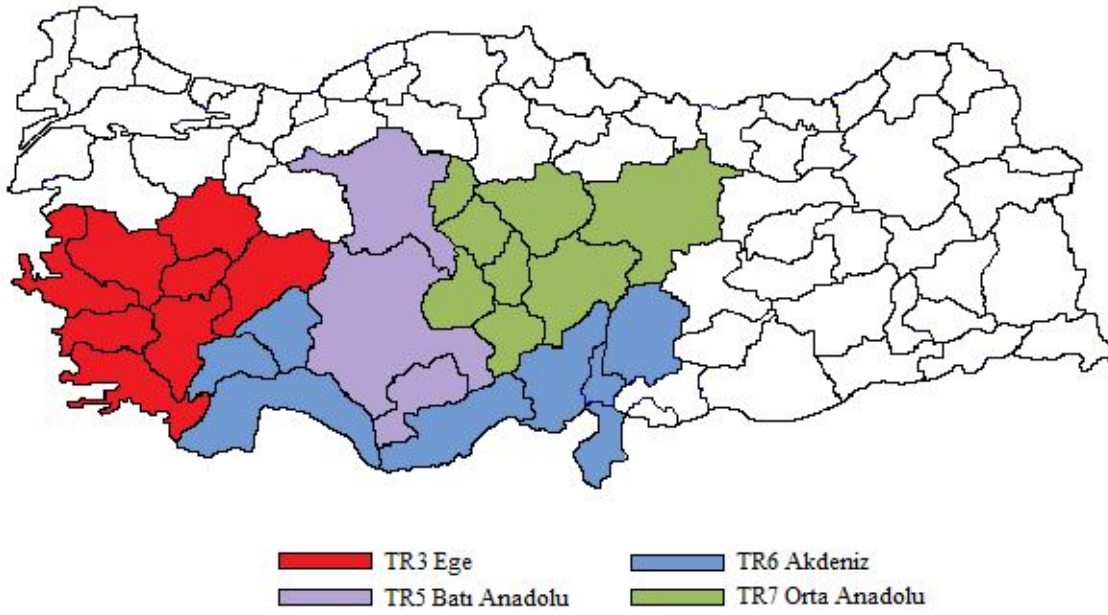 TR3 Ege
TR6 Akdeniz
TR5 Batı Anadolu
TR7 Orta Anadolu